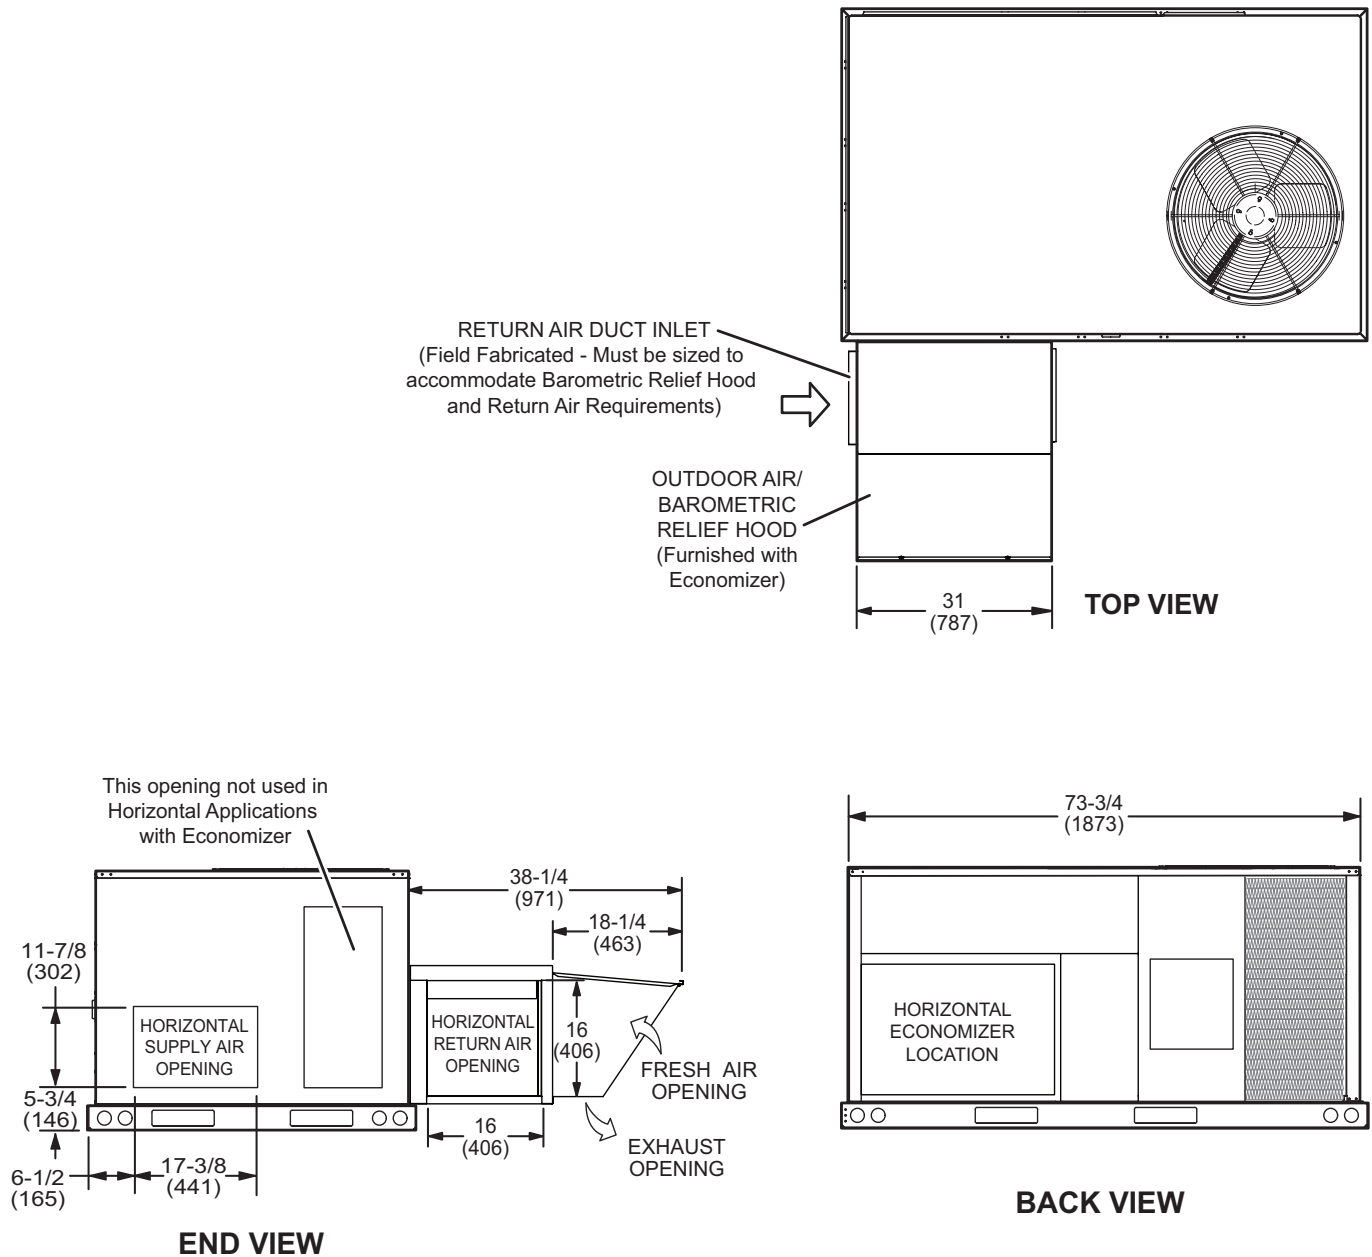 RETURN AIR DUCT INLET
(Field Fabricated - Must be sized to
accommodate Barometric Relief Hood
and Return Air Requirements)
OUTDOOR AIR/
BAROMETRIC
RELIEF HOOD
(Furnished with
Economizer)
31
(787)
TOP VIEW
This opening not used in
Horizontal Applications
with Economizer
38-1/4
(971)
18-1/4
(463)
11-7/8
(302)
HORIZONTAL
SUPPLY AIR
OPENING
HORIZONTAL
RETURN AIR
OPENING
16
(406)
FRESH AIR
OPENING
5-3/4
(146)
16
(406)
EXHAUST
OPENING
6-1/2
(165)
17-3/8
(441)
END VIEW
73-3/4
(1873)
HORIZONTAL
ECONOMIZER
LOCATION
BACK VIEW